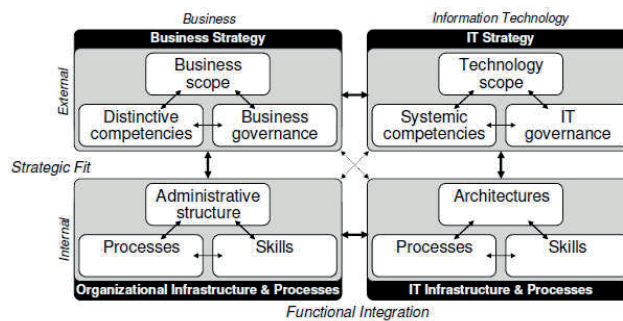 Business
Information Technology
Business Strategy
IT Strategy
External
Business
scope
Distinctive
competencies
Business
governance
Technology
scope
Systemic
competencies
IT
governance
Strategic Fit
Internal
Administrative
structure
Processes
Skills
Architectures
Processes
Skills
Organizational Infrastructure & Processes
IT Infrastructure & Processes
Functional Integration